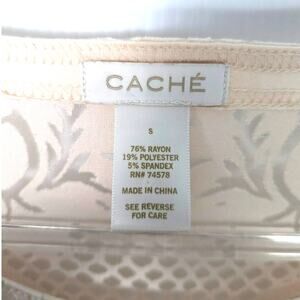 CACHÉ
S
76% RAYON
19% POLYESTER
5% SPANDEX
RN# 74578
MADE IN CHINA
SEE REVERSE
FOR CARE